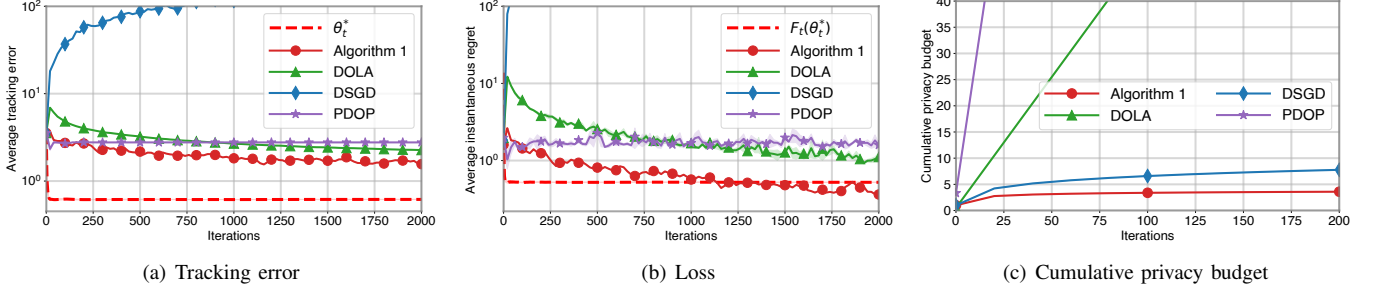 Average tracking error
10²
10¹
10⁰
0 250 500 750 1000 1250 1500 1750 2000
Iterations
θₜ*
Algorithm 1
DOLA
DSGD
PDOP
(a) Tracking error
Average instantaneous regret
10²
10¹
10⁰
0 250 500 750 1000 1250 1500 1750 2000
Iterations
Fₜ(θₜ*)
Algorithm 1
DOLA
DSGD
PDOP
(b) Loss
Cumulative privacy budget
40
35
30
25
20
15
10
5
0
0 25 50 75 100 125 150 175 200
Iterations
Algorithm 1
DOLA
DSGD
PDOP
(c) Cumulative privacy budget